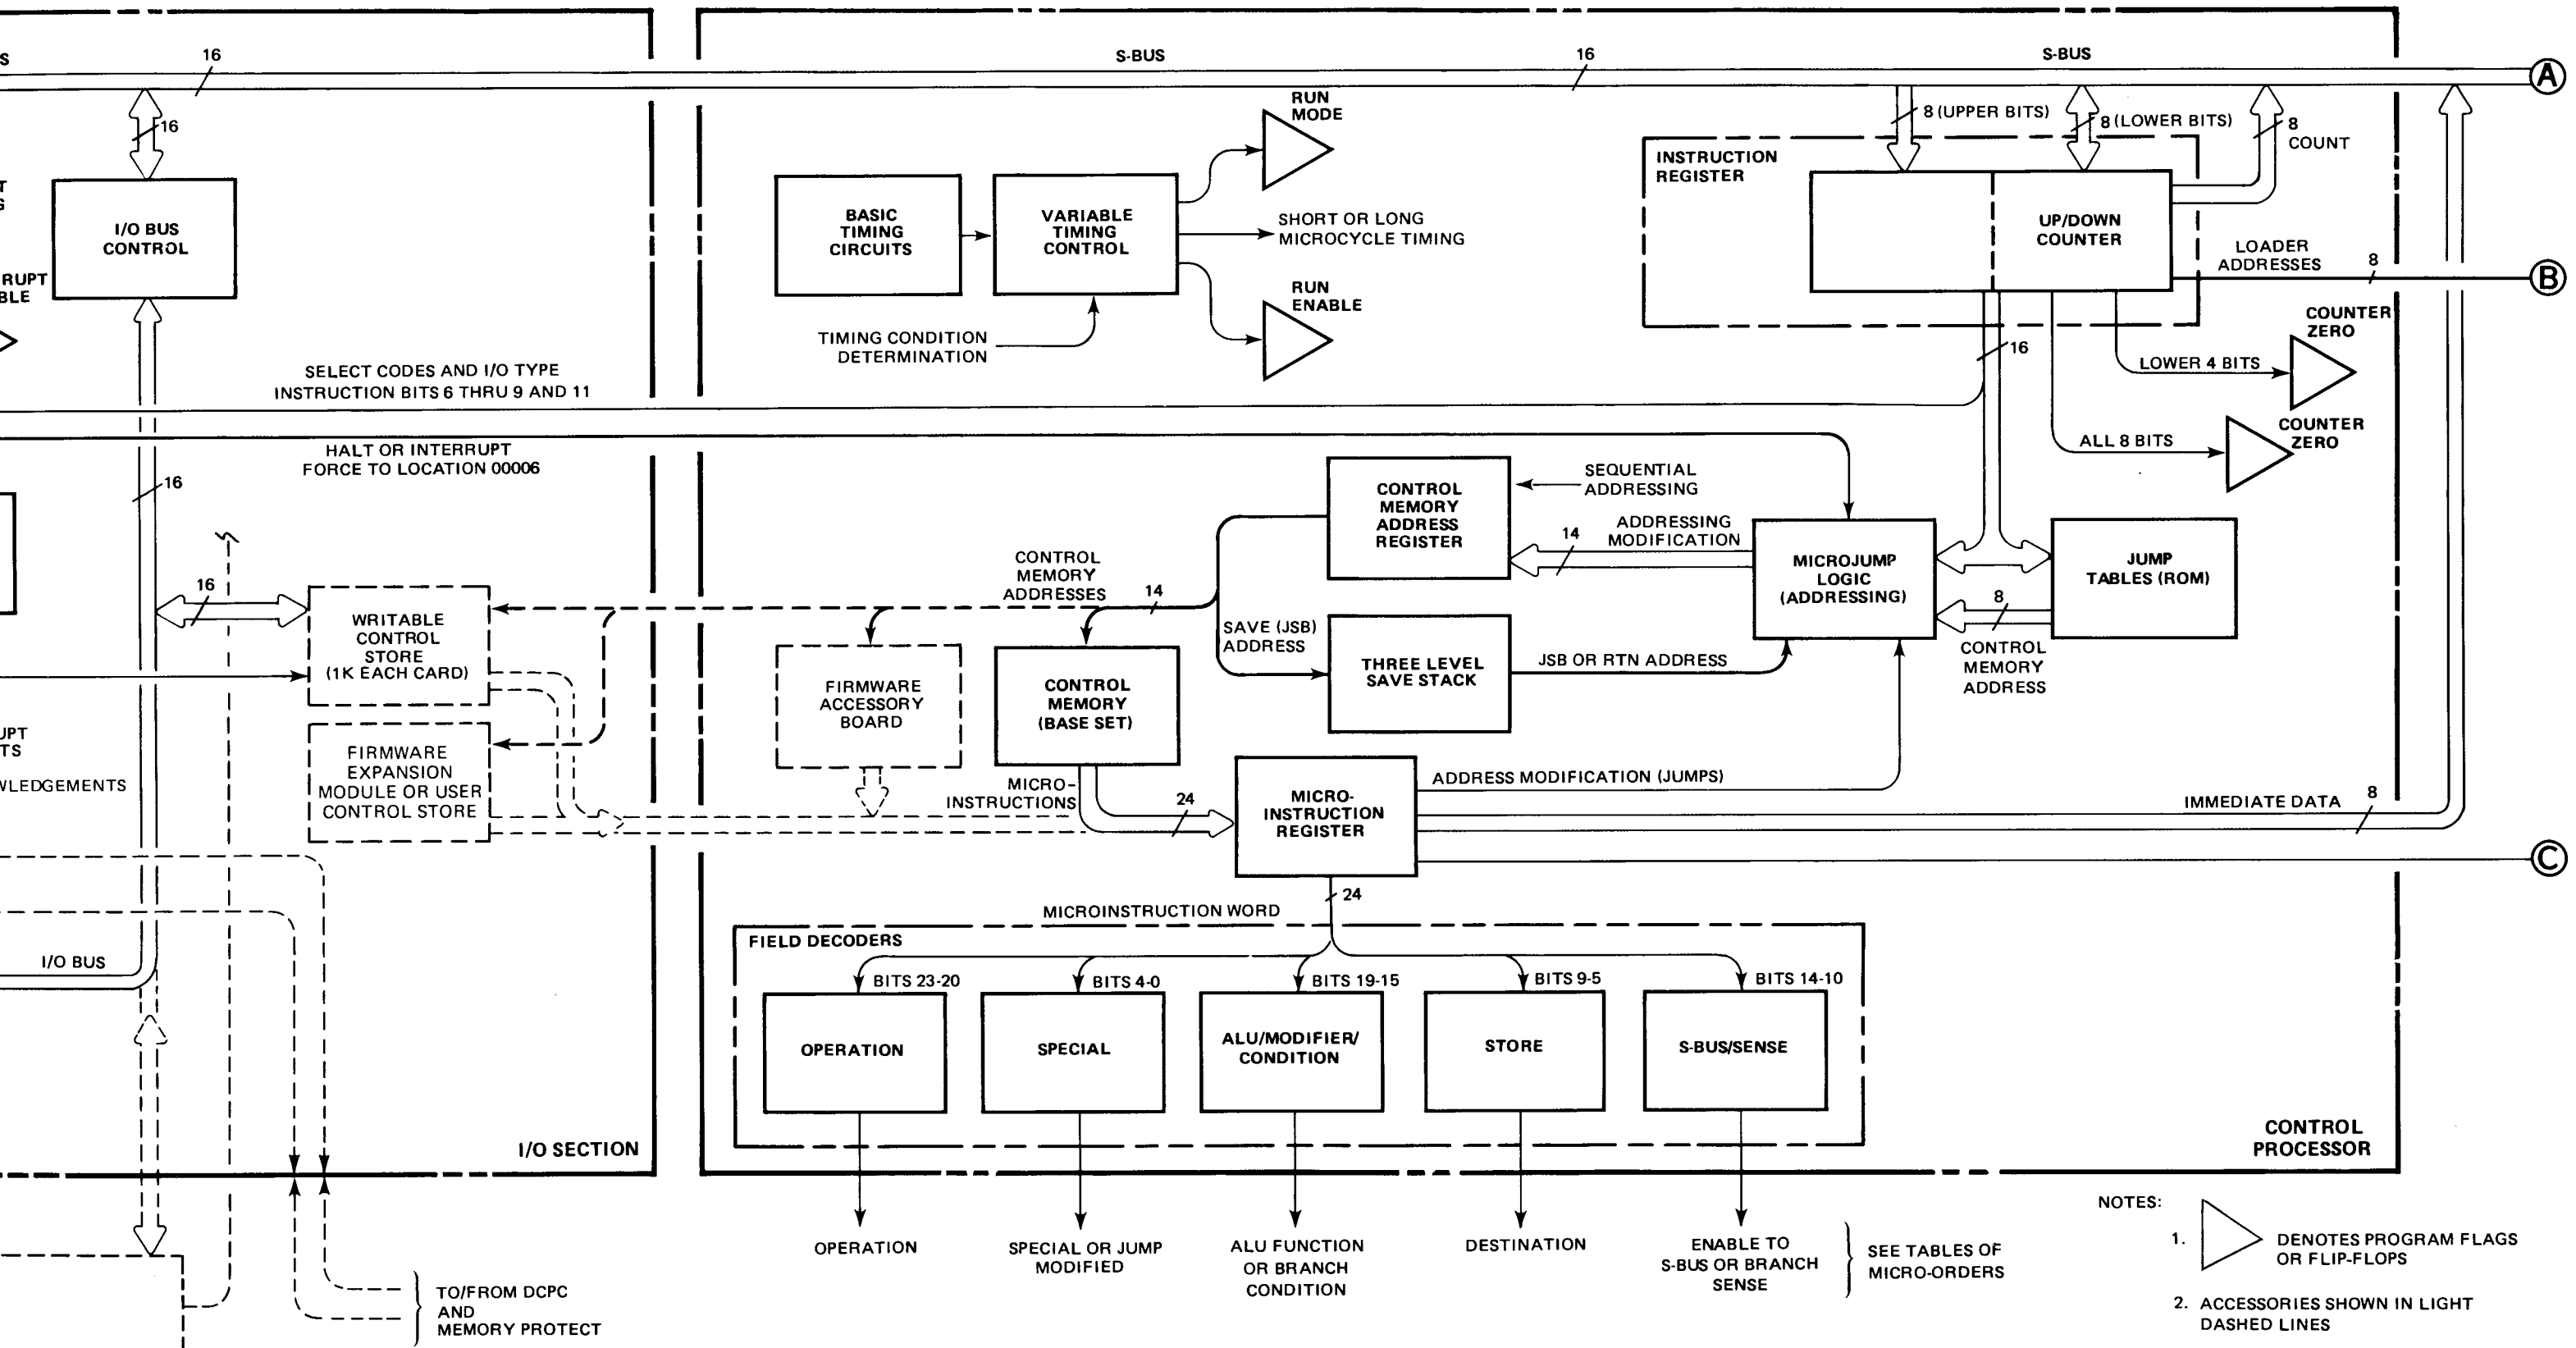 16
S-BUS
16
S-BUS
A
16
RUN
MODE
8 (UPPER BITS)
8 (LOWER BITS)
8
COUNT
INSTRUCTION
REGISTER
I/O BUS
CONTROL
BASIC
TIMING
CIRCUITS
VARIABLE
TIMING
CONTROL
SHORT OR LONG
MICROCYCLE TIMING
UP/DOWN
COUNTER
LOADER
ADDRESSES
8
B
RUPT
BLE
RUN
ENABLE
TIMING CONDITION
DETERMINATION
COUNTER
ZERO
16
LOWER 4 BITS
SELECT CODES AND I/O TYPE
INSTRUCTION BITS 6 THRU 9 AND 11
COUNTER
ZERO
ALL 8 BITS
HALT OR INTERRUPT
FORCE TO LOCATION 00006
16
CONTROL
MEMORY
ADDRESS
REGISTER
SEQUENTIAL
ADDRESSING
14
ADDRESSING
MODIFICATION
MICROJUMP
LOGIC
(ADDRESSING)
JUMP
TABLES (ROM)
8
CONTROL
MEMORY
ADDRESS
CONTROL
MEMORY
ADDRESSES
14
16
WRITABLE
CONTROL
STORE
(1K EACH CARD)
SAVE (JSB)
ADDRESS
THREE LEVEL
SAVE STACK
JSB OR RTN ADDRESS
FIRMWARE
ACCESSORY
BOARD
CONTROL
MEMORY
(BASE SET)
UPT
TS
WLEDGEMENTS
FIRMWARE
EXPANSION
MODULE OR USER
CONTROL STORE
MICRO-
INSTRUCTIONS
24
MICRO-
INSTRUCTION
REGISTER
ADDRESS MODIFICATION (JUMPS)
IMMEDIATE DATA
8
C
24
MICROINSTRUCTION WORD
FIELD DECODERS
I/O BUS
BITS 23-20
BITS 4-0
BITS 19-15
BITS 9-5
BITS 14-10
OPERATION
SPECIAL
ALU/MODIFIER/
CONDITION
STORE
S-BUS/SENSE
I/O SECTION
CONTROL
PROCESSOR
OPERATION
SPECIAL OR JUMP
MODIFIED
ALU FUNCTION
OR BRANCH
CONDITION
DESTINATION
ENABLE TO
S-BUS OR BRANCH
SENSE
SEE TABLES OF
MICRO-ORDERS
TO/FROM DCPC
AND
MEMORY PROTECT
NOTES:
1. DENOTES PROGRAM FLAGS
OR FLIP-FLOPS
2. ACCESSORIES SHOWN IN LIGHT
DASHED LINES